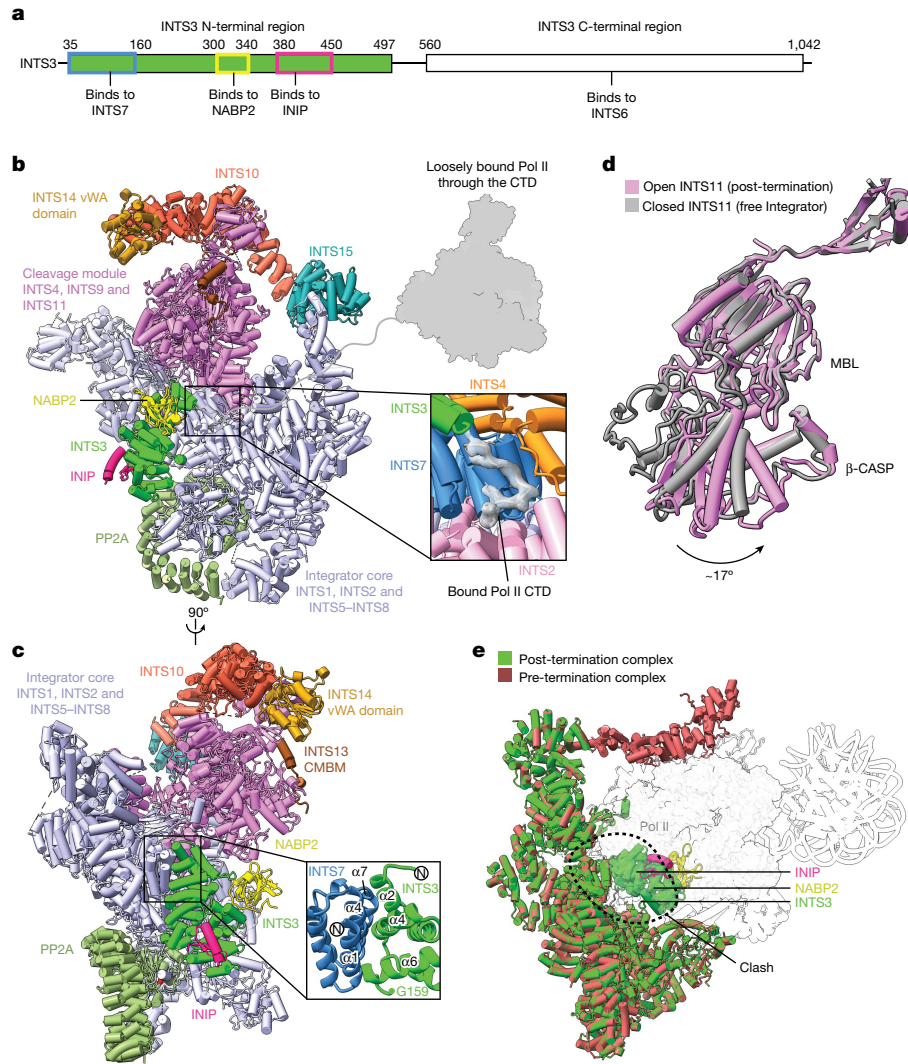 a
INTS3 N-terminal region
INTS3 C-terminal region
35 160 300 340 380 450 497 560 1,042
INTS3
Binds to
INTS7
Binds to
NABP2
Binds to
INIP
Binds to
INTS6
b
INTS10
INTS14 vWA
domain
Loosely bound Pol II
through the CTD
INTS15
Cleavage module
INTS4, INTS9 and
INTS11
NABP2
INTS3
INIP
PP2A
Integrator core
INTS1, INTS2 and
INTS5–INTS8
INTS4
INTS3
INTS7
INTS2
Bound Pol II CTD
90º
d
Open INTS11 (post-termination)
Closed INTS11 (free Integrator)
MBL
β-CASP
~17º
c
Integrator core
INTS1, INTS2 and
INTS5–INTS8
INTS10
INTS14
vWA domain
INTS13
CMBM
NABP2
INTS3
PP2A
INIP
INTS7
α7
N
INTS3
α2
α4
α4
N
α1
α6
G159
e
Post-termination complex
Pre-termination complex
Pol II
INIP
NABP2
INTS3
Clash